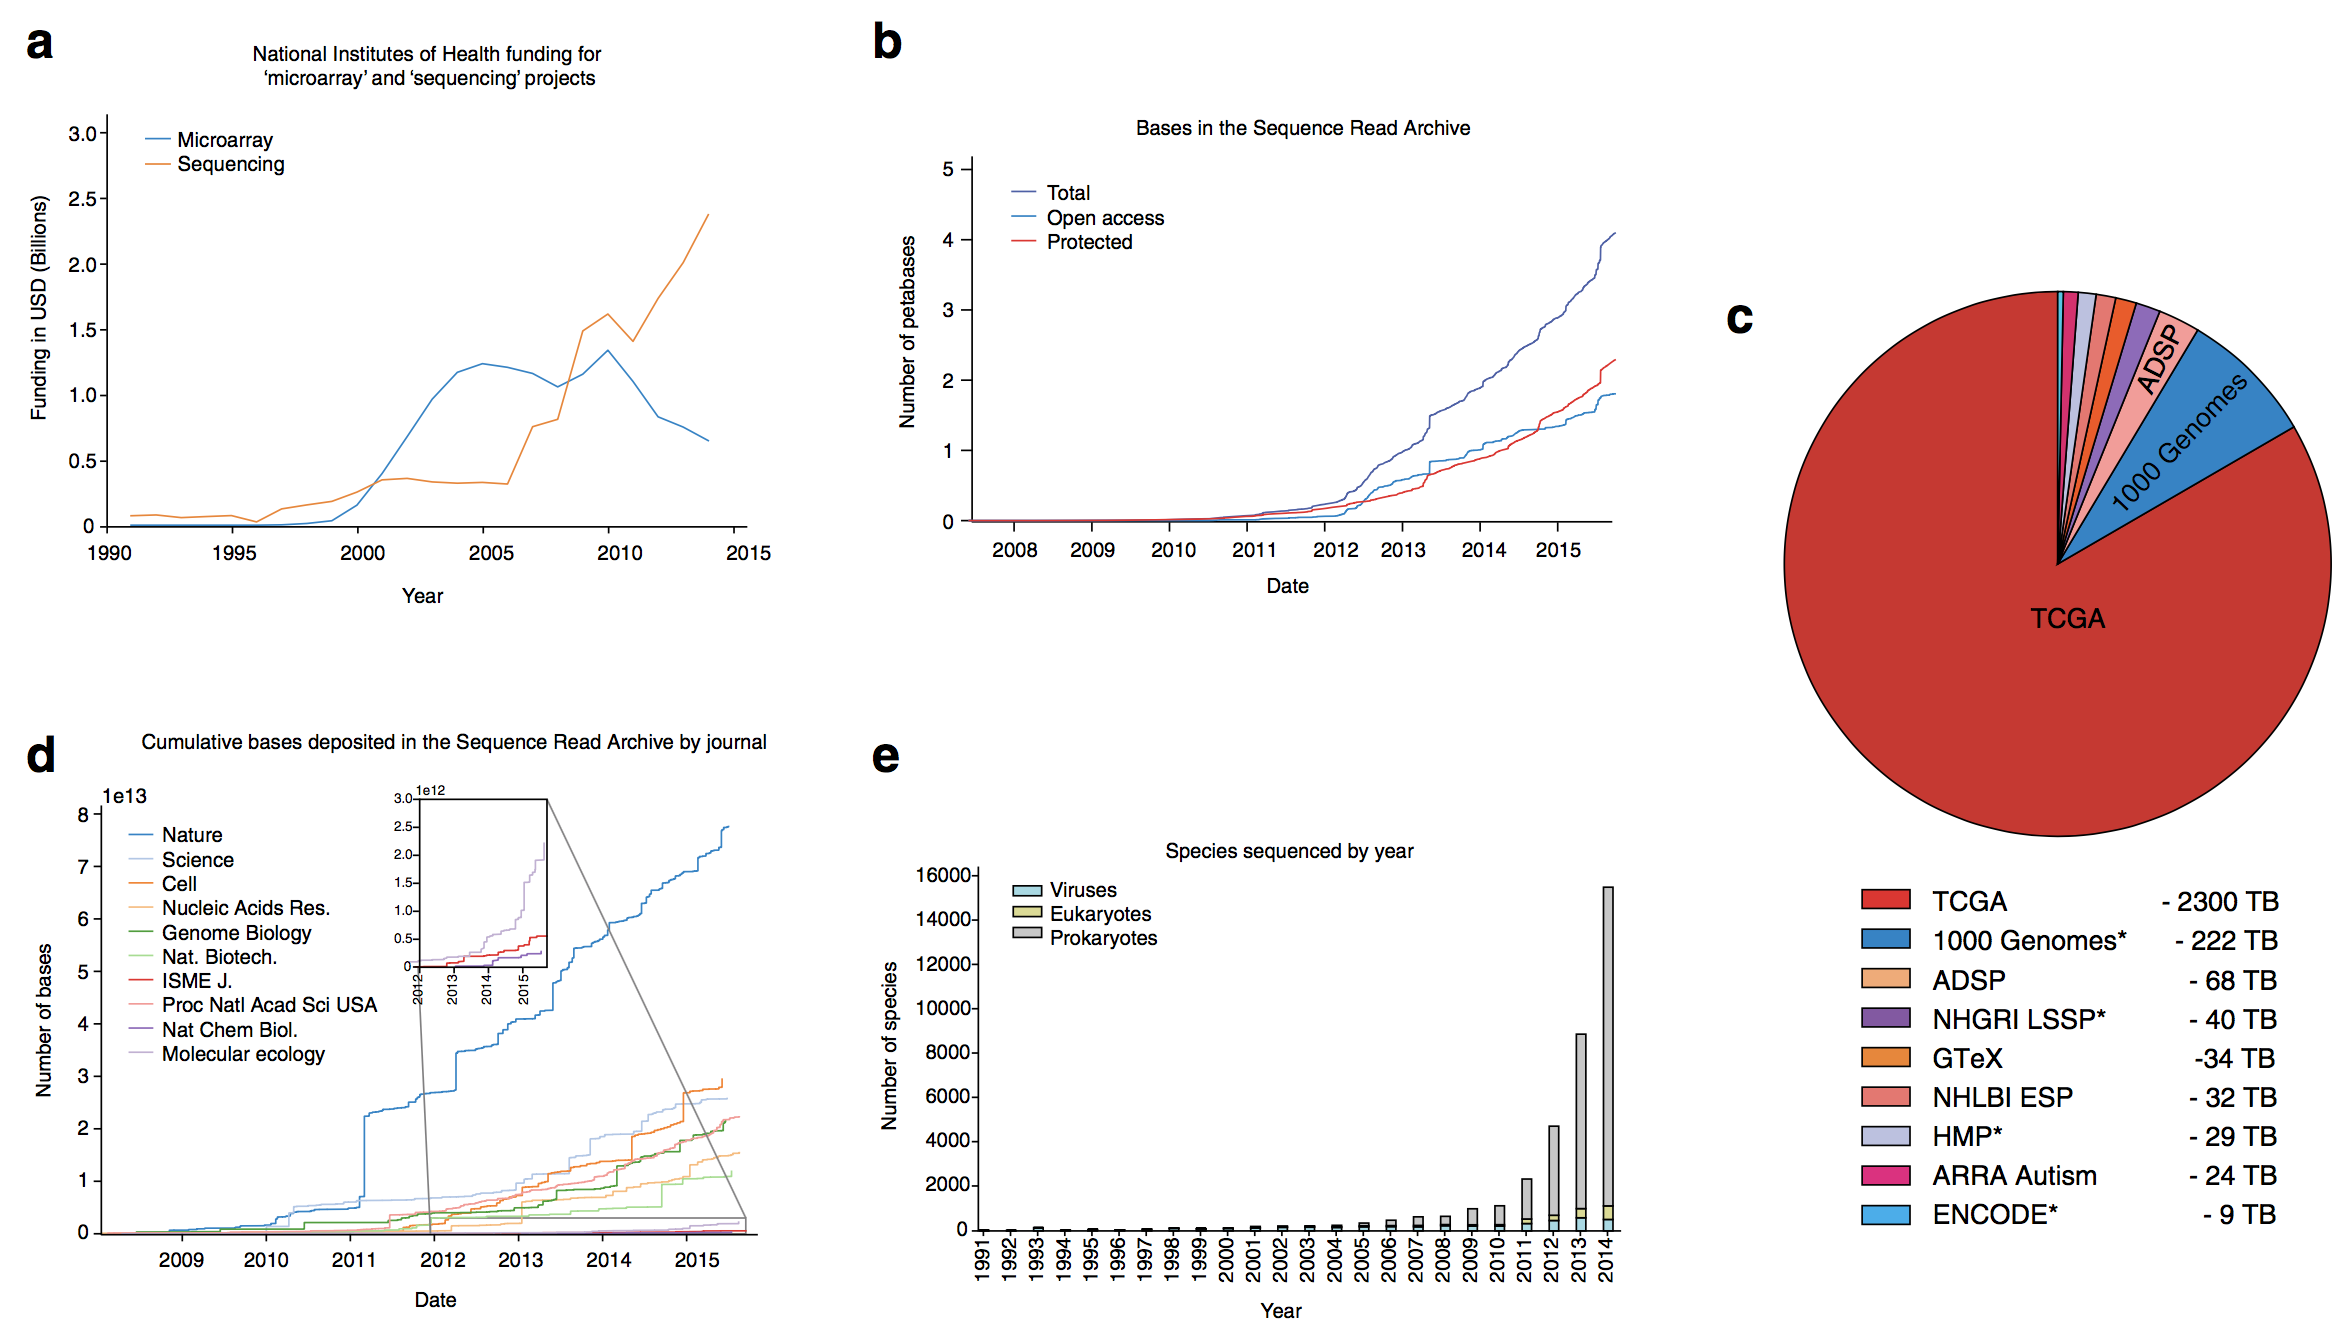 a
National Institutes of Health funding for
‘microarray’ and ‘sequencing’ projects
Microarray
Sequencing
Funding in USD (Billions)
3.0
2.5
2.0
1.5
1.0
0.5
0
1990 1995 2000 2005 2010 2015
Year
b
Bases in the Sequence Read Archive
Total
Open access
Protected
Number of petabases
5
4
3
2
1
0
2008 2009 2010 2011 2012 2013 2014 2015
Date
c
ADSP
1000 Genomes
TCGA
TCGA - 2300 TB
1000 Genomes* - 222 TB
ADSP - 68 TB
NHGRI LSSP* - 40 TB
GTeX -34 TB
NHLBI ESP - 32 TB
HMP* - 29 TB
ARRA Autism - 24 TB
ENCODE* - 9 TB
d
Cumulative bases deposited in the Sequence Read Archive by journal
1e13
Nature
Science
Cell
Nucleic Acids Res.
Genome Biology
Nat. Biotech.
ISME J.
Proc Natl Acad Sci USA
Nat Chem Biol.
Molecular ecology
Number of bases
8
7
6
5
4
3
2
1
0
2009 2010 2011 2012 2013 2014 2015
Date
1e12
3.0
2.5
2.0
1.5
1.0
0.5
0
2012 2013 2014 2015
e
Species sequenced by year
Viruses
Eukaryotes
Prokaryotes
Number of species
16000
14000
12000
10000
8000
6000
4000
2000
0
1991 1992 1993 1994 1995 1996 1997 1998 1999 2000 2001 2002 2003 2004 2005 2006 2007 2008 2009 2010 2011 2012 2013 2014
Year